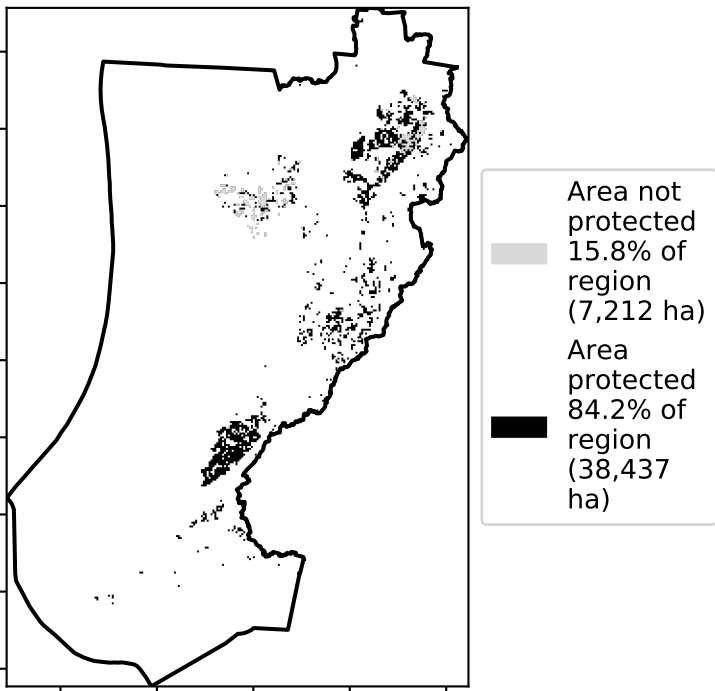 Area not
protected
15.8% of
region
(7,212 ha)
Area
protected
84.2% of
region
(38,437
ha)